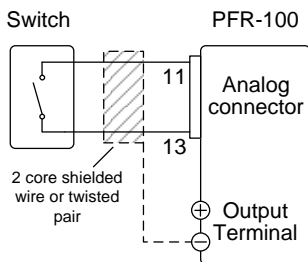 Switch
PFR-100
11
Analog
connector
13
2 core shielded
wire or twisted
pair
+
Output
Terminal
-